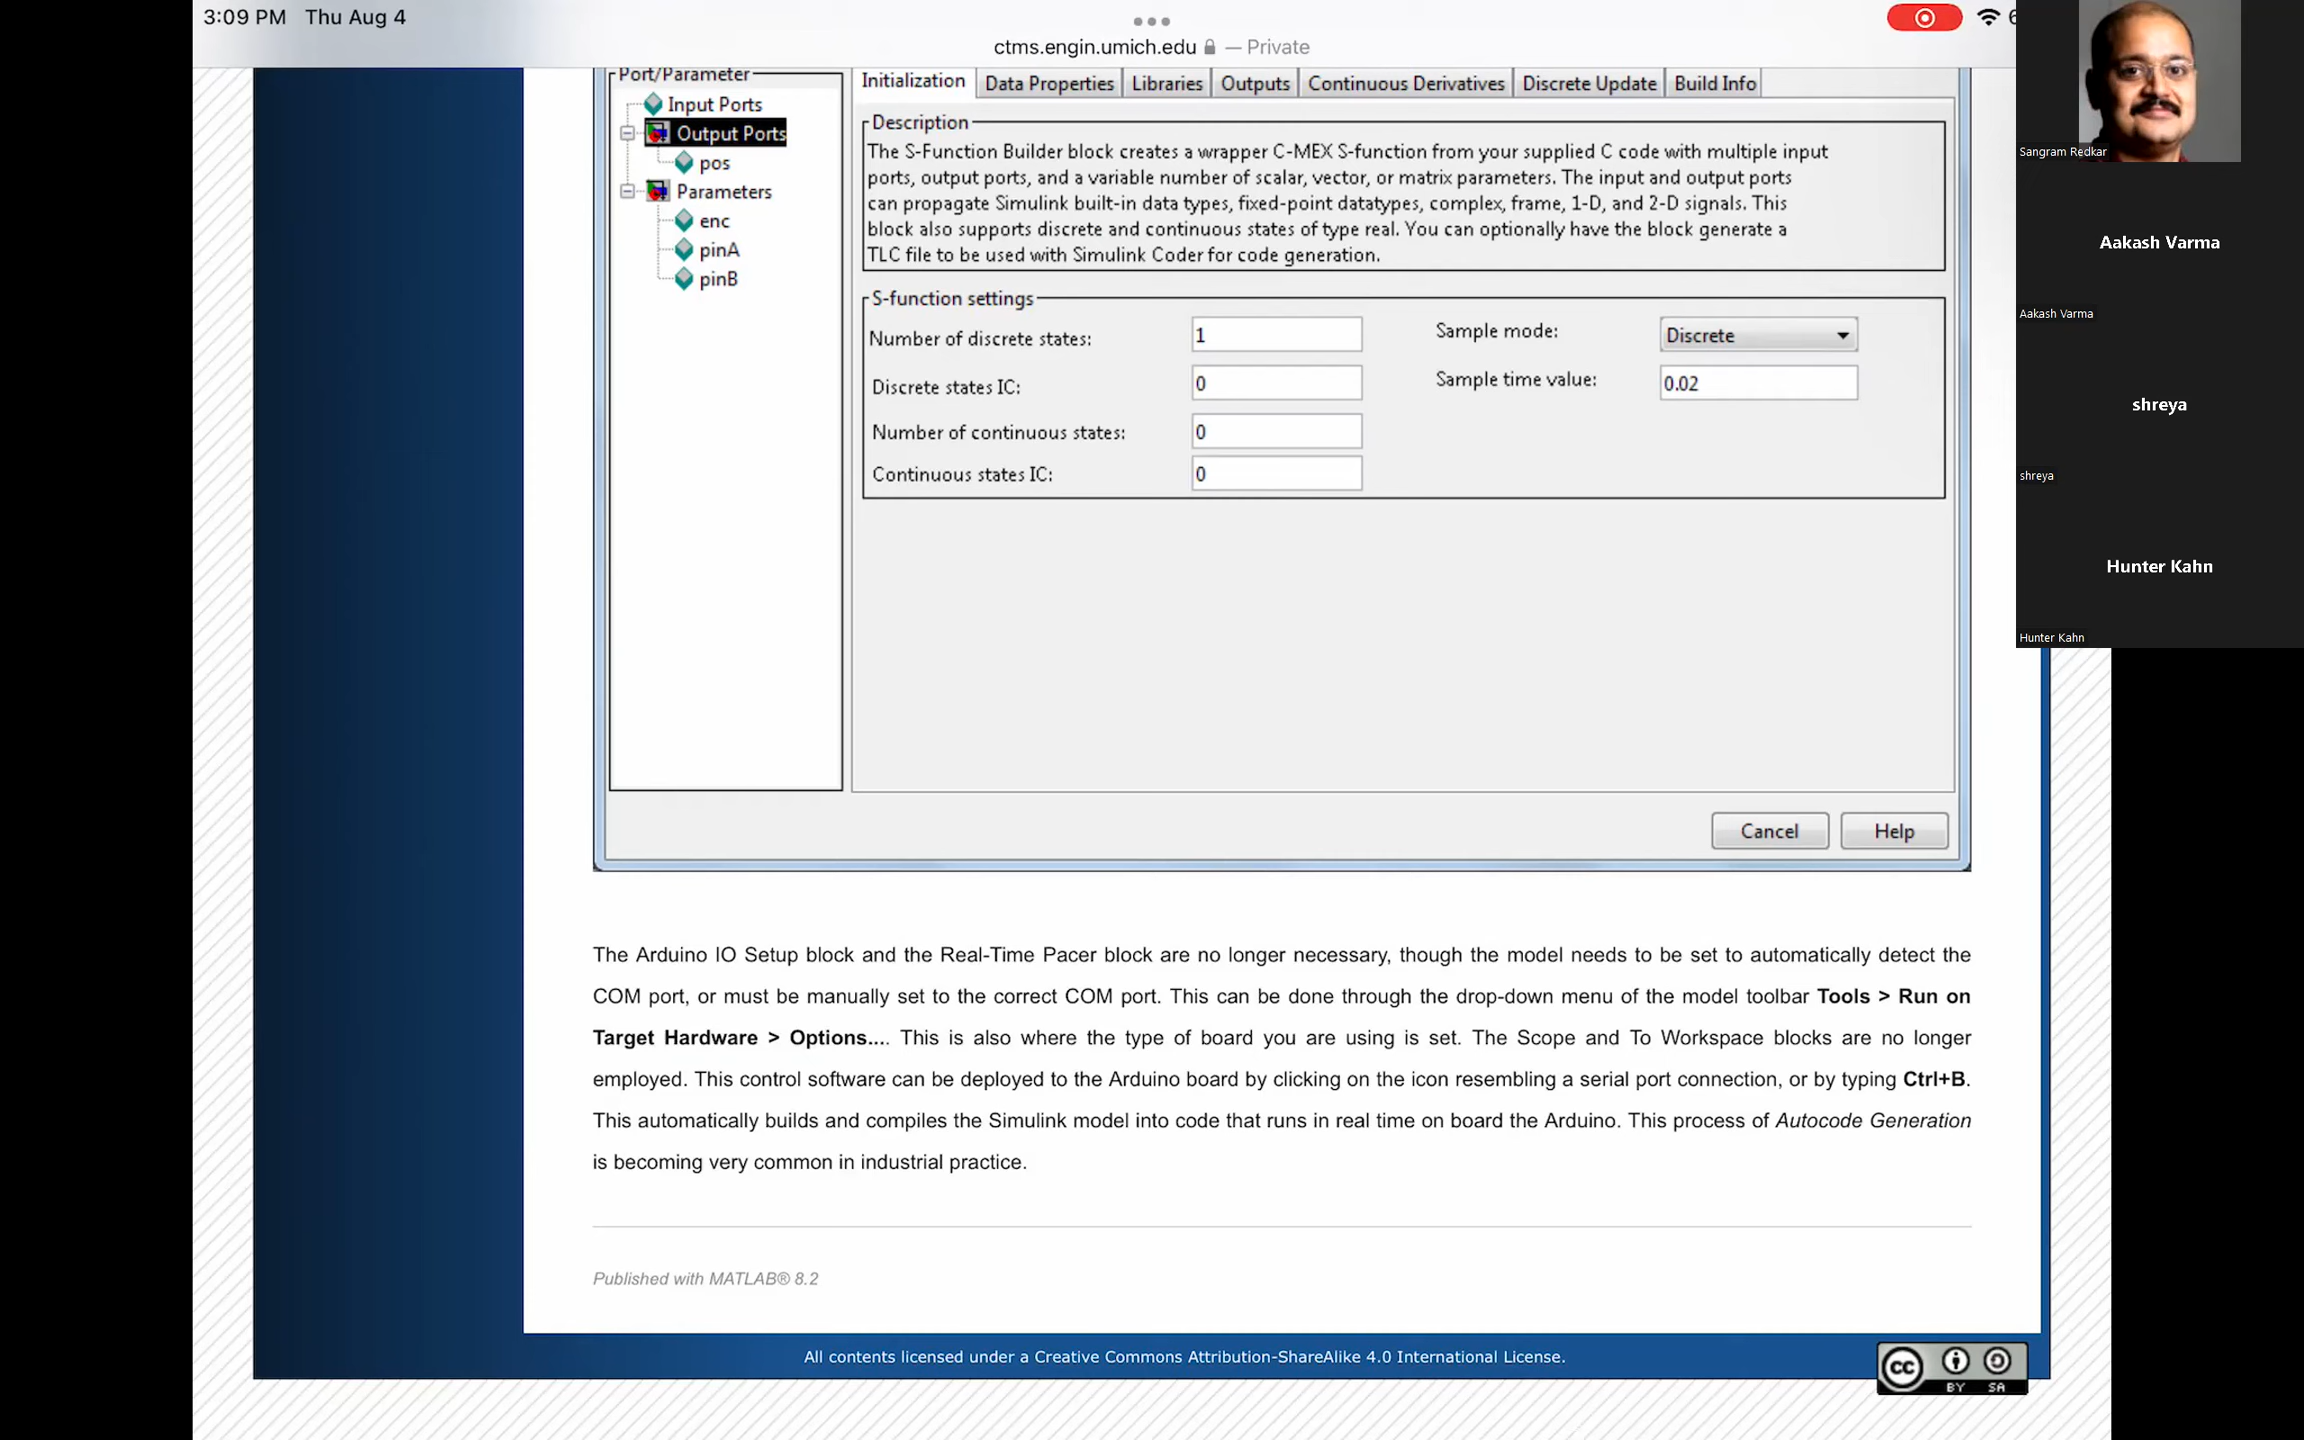 3:09 PM Thu Aug 4
ctms.engin.umich.edu — Private
Port/Parameter
Input Ports
Output Ports
pos
Parameters
enc
pinA
pinB
Initialization
Data Properties
Libraries
Outputs
Continuous Derivatives
Discrete Update
Build Info
Description
The S-Function Builder block creates a wrapper C-MEX S-function from your supplied C code with multiple input
ports, output ports, and a variable number of scalar, vector, or matrix parameters. The input and output ports
can propagate Simulink built-in data types, fixed-point datatypes, complex, frame, 1-D, and 2-D signals. This
block also supports discrete and continuous states of type real. You can optionally have the block generate a
TLC file to be used with Simulink Coder for code generation.
S-function settings
Number of discrete states: 1
Sample mode: Discrete
Discrete states IC: 0
Sample time value: 0.02
Number of continuous states: 0
Continuous states IC: 0
Cancel
Help
The Arduino IO Setup block and the Real-Time Pacer block are no longer necessary, though the model needs to be set to automatically detect the
COM port, or must be manually set to the correct COM port. This can be done through the drop-down menu of the model toolbar Tools > Run on
Target Hardware > Options.... This is also where the type of board you are using is set. The Scope and To Workspace blocks are no longer
employed. This control software can be deployed to the Arduino board by clicking on the icon resembling a serial port connection, or by typing Ctrl+B.
This automatically builds and compiles the Simulink model into code that runs in real time on board the Arduino. This process of Autocode Generation
is becoming very common in industrial practice.
Published with MATLAB® 8.2
All contents licensed under a Creative Commons Attribution-ShareAlike 4.0 International License.
cc
BY SA
Sangram Redkar
Aakash Varma
Aakash Varma
shreya
shreya
Hunter Kahn
Hunter Kahn